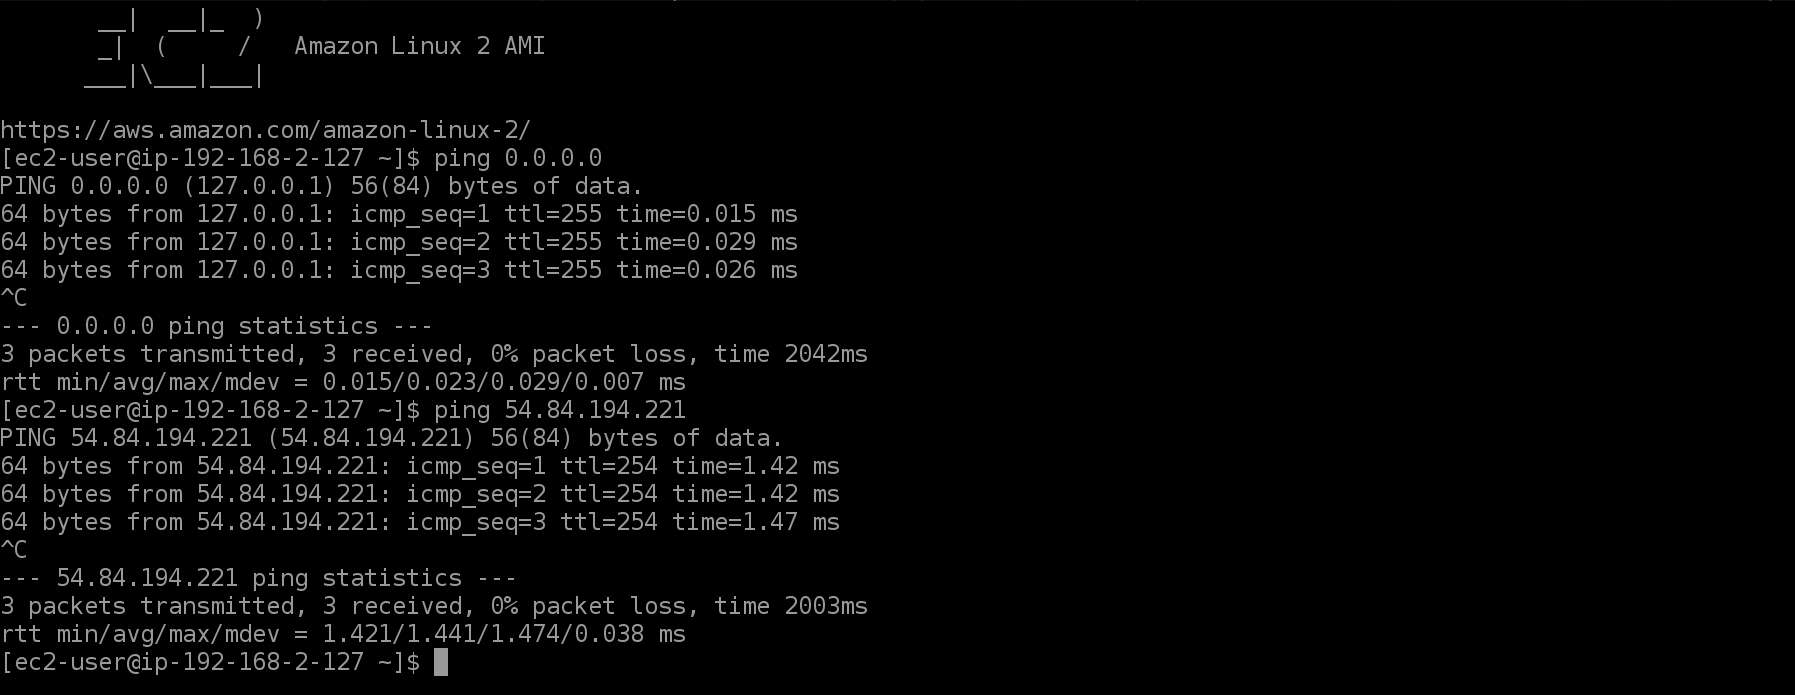 __|  __|_  )
       _|  (     /   Amazon Linux 2 AMI
      ___|\___|___|
https://aws.amazon.com/amazon-linux-2/
[ec2-user@ip-192-168-2-127 ~]$ ping 0.0.0.0
PING 0.0.0.0 (127.0.0.1) 56(84) bytes of data.
64 bytes from 127.0.0.1: icmp_seq=1 ttl=255 time=0.015 ms
64 bytes from 127.0.0.1: icmp_seq=2 ttl=255 time=0.029 ms
64 bytes from 127.0.0.1: icmp_seq=3 ttl=255 time=0.026 ms
^C
--- 0.0.0.0 ping statistics ---
3 packets transmitted, 3 received, 0% packet loss, time 2042ms
rtt min/avg/max/mdev = 0.015/0.023/0.029/0.007 ms
[ec2-user@ip-192-168-2-127 ~]$ ping 54.84.194.221
PING 54.84.194.221 (54.84.194.221) 56(84) bytes of data.
64 bytes from 54.84.194.221: icmp_seq=1 ttl=254 time=1.42 ms
64 bytes from 54.84.194.221: icmp_seq=2 ttl=254 time=1.42 ms
64 bytes from 54.84.194.221: icmp_seq=3 ttl=254 time=1.47 ms
^C
--- 54.84.194.221 ping statistics ---
3 packets transmitted, 3 received, 0% packet loss, time 2003ms
rtt min/avg/max/mdev = 1.421/1.441/1.474/0.038 ms
[ec2-user@ip-192-168-2-127 ~]$